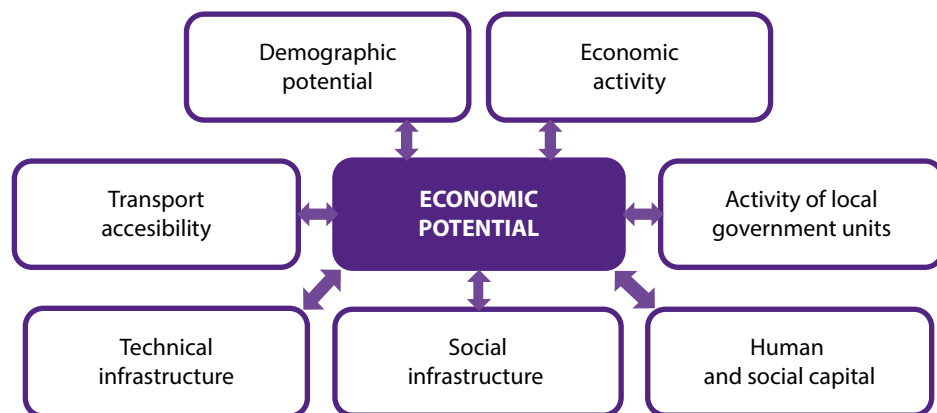 Demographic
potential
Economic
activity
Transport
accesibility
ECONOMIC
POTENTIAL
Activity of local
government units
Technical
infrastructure
Social
infrastructure
Human
and social capital